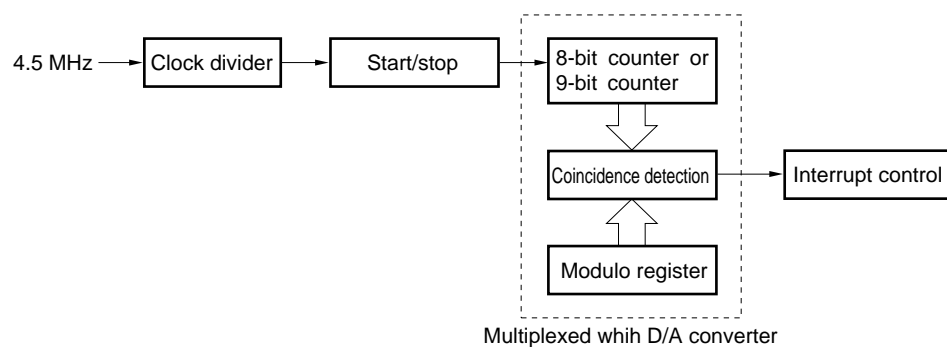 4.5 MHz
Clock divider
Start/stop
8-bit counter or
9-bit counter
Coincidence detection
Interrupt control
Modulo register
Multiplexed whih D/A converter